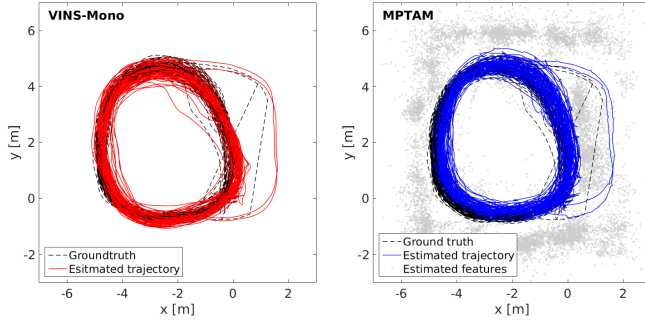 VINS-Mono
y [m]
6
4
2
0
-2
-6
-4
-2
0
2
x [m]
Groundtruth
Esitmated trajectory
MPTAM
y [m]
6
4
2
0
-2
-6
-4
-2
0
2
x [m]
Ground truth
Estimated trajectory
Estimated features